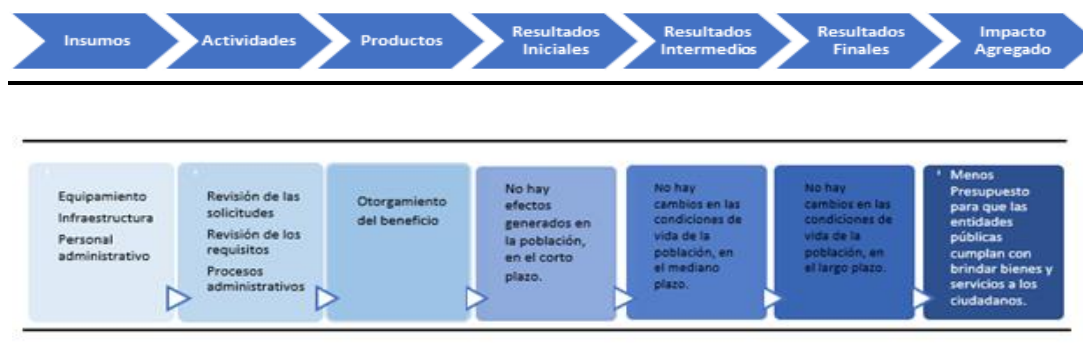 Insumos
Actividades
Productos
Resultados
Iniciales
Resultados
Intermedios
Resultados
Finales
Impacto
Agregado
Equipamiento
Infraestructura
Personal
administrativo
Revisión de las
solicitudes
Revisión de los
requisitos
Procesos
administrativos
Otorgamiento
del beneficio
No hay
efectos
generados en
la población,
en el corto
plazo.
No hay
cambios en las
condiciones de
vida de la
población, en
el mediano
plazo.
No hay
cambios en las
condiciones de
vida de la
población, en
el largo plazo.
Menos
Presupuesto
para que las
entidades
públicas
cumplan con
brindar bienes y
servicios a los
ciudadanos.